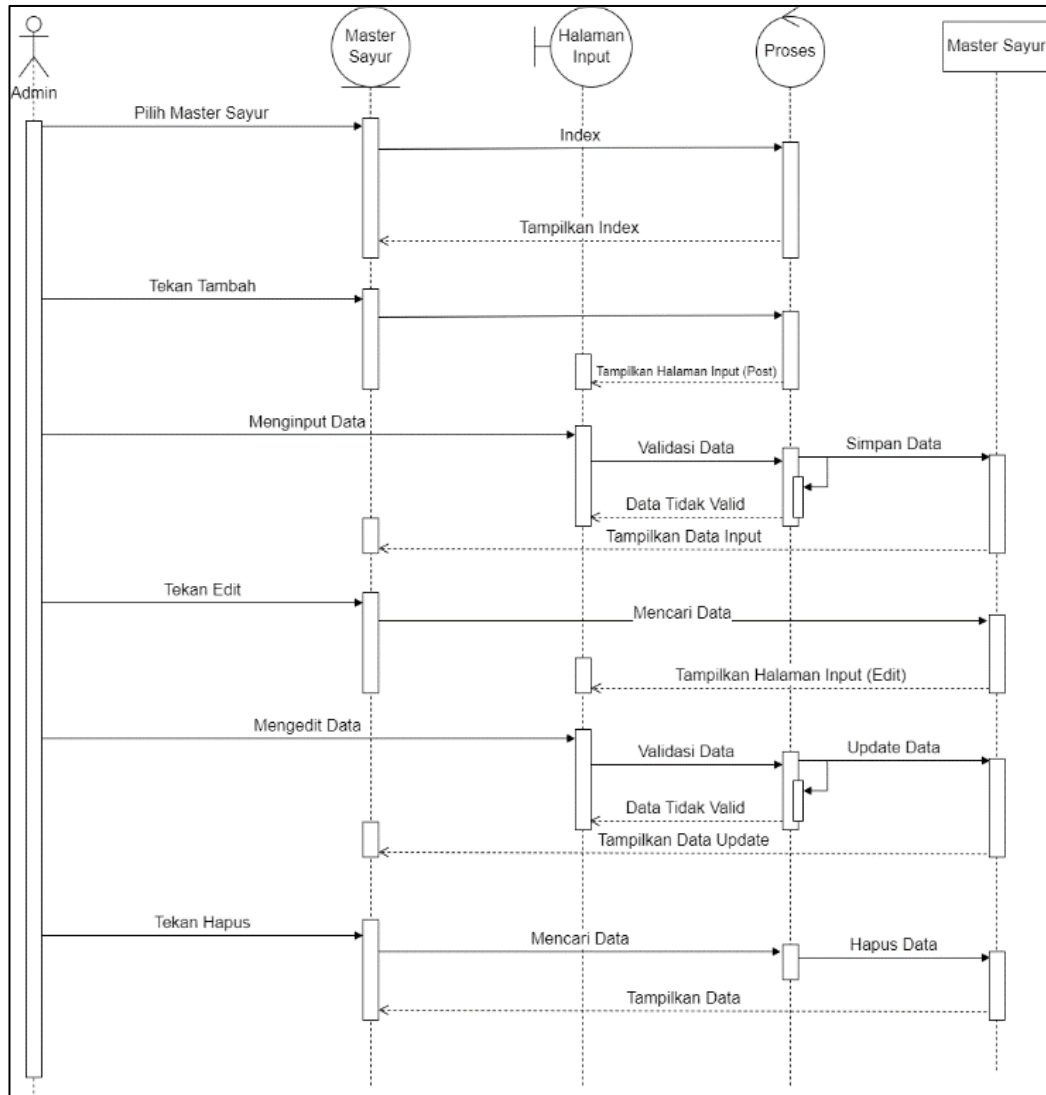 Master
Sayur
Halaman
Input
Proses
Master Sayur
Admin
Pilih Master Sayur
Index
Tampilkan Index
Tekan Tambah
Tampilkan Halaman Input (Post)
Menginput Data
Validasi Data
Simpan Data
Data Tidak Valid
Tampilkan Data Input
Tekan Edit
Mencari Data
Tampilkan Halaman Input (Edit)
Mengedit Data
Validasi Data
Update Data
Data Tidak Valid
Tampilkan Data Update
Tekan Hapus
Mencari Data
Hapus Data
Tampilkan Data